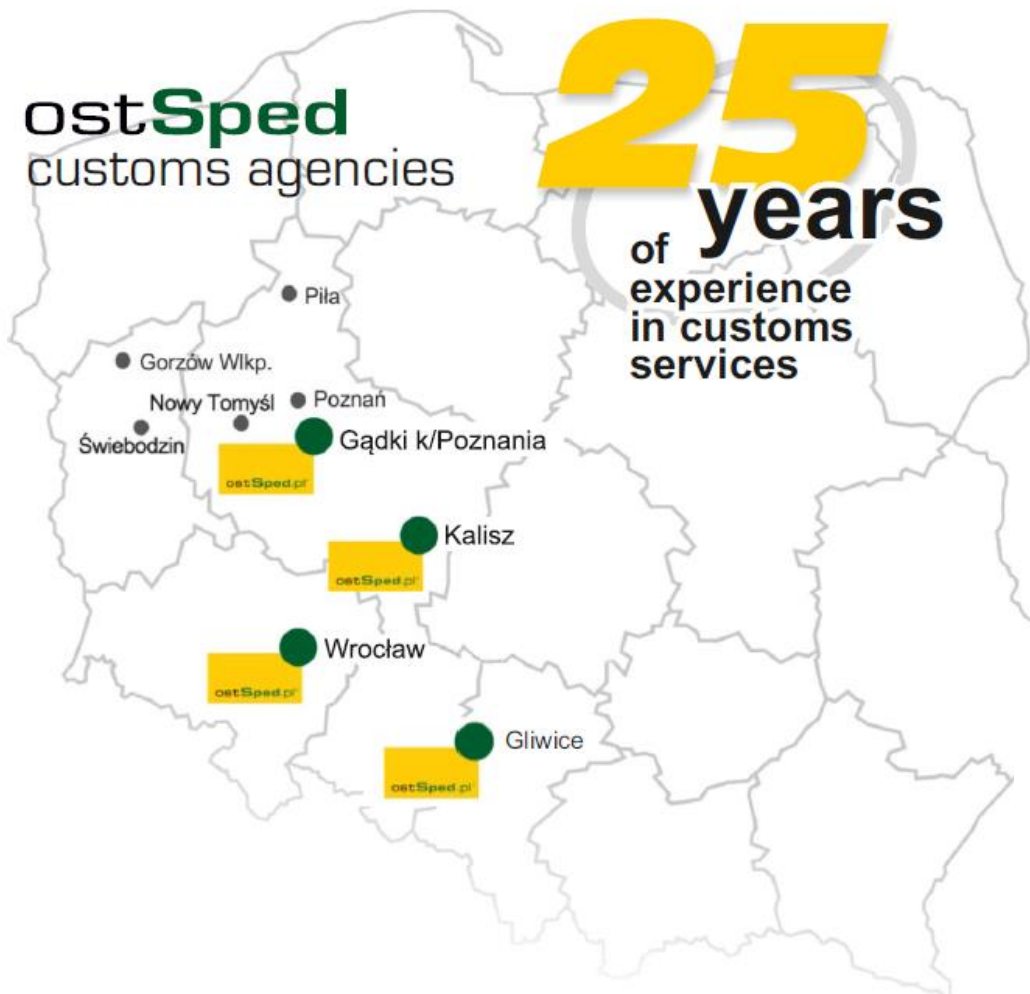 ostSped
customs agencies
25
years
of
experience
in customs
services
Piła
Gorzów Wlkp.
Nowy Tomyśl
Poznań
Świebodzin
Gądki k/Poznania
ostSped.pl
Kalisz
ostSped.pl
Wrocław
ostSped.pl
Gliwice
ostSped.pl